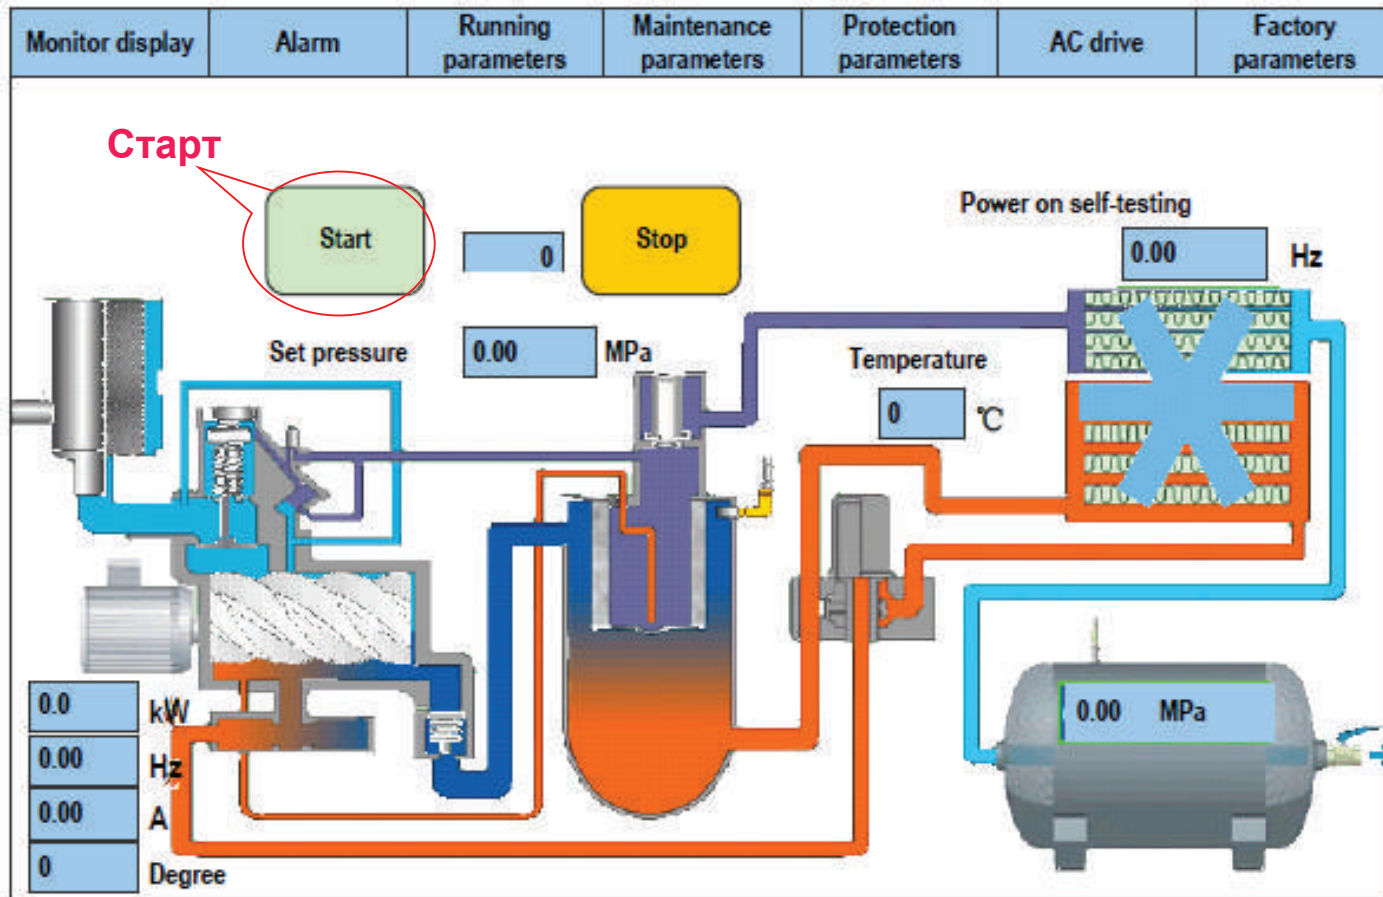 Monitor display
Alarm
Running
parameters
Maintenance
parameters
Protection
parameters
AC drive
Factory
parameters
Старт
Start
0
Stop
Power on self-testing
0.00 Hz
Set pressure 0.00 MPa
Temperature
0 ℃
0.0 kW
0.00 Hz
0.00 A
0 Degree
0.00 MPa